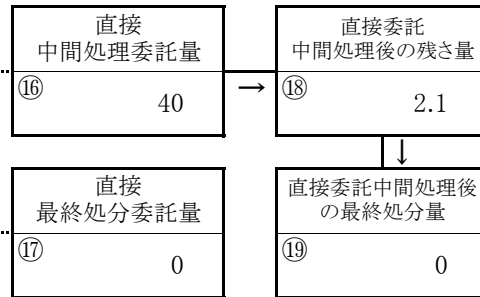 直接
中間処理委託量
⑯
40
→
直接委託
中間処理後の残さ量
⑱
2.1
↓
直接
最終処分委託量
⑰
0
直接委託中間処理後
の最終処分量
⑲
0